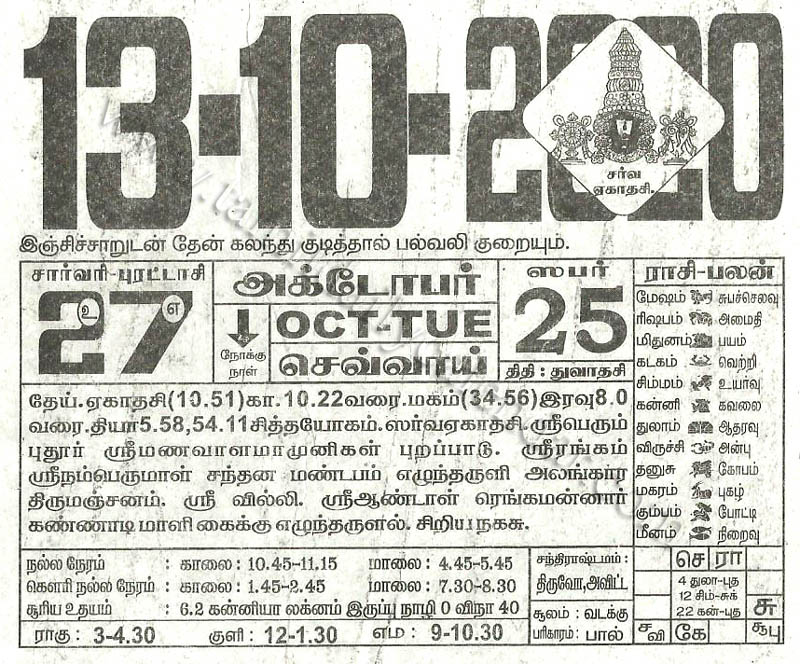 13-10-2020
சர்வ
ஏகாதசி.
இஞ்சிச்சாறுடன் தேன் கலந்து குடித்தால் பல்வலி குறையும்.
சார்வரி-புரட்டாசி
27
உ எ
அக்டோபர்
OCT-TUE
செவ்வாய்
நோக்கு
நாள்
ஸபர்
25
திதி : துவாதசி
ராசி-பலன்
மேஷம் சுபச்செலவு
ரிஷபம் அமைதி
மிதுனம் பயம்
கடகம் வெற்றி
சிம்மம் உயர்வு
கன்னி கவலை
துலாம் ஆதரவு
விருச்சி அன்பு
தனுசு கோபம்
மகரம் புகழ்
கும்பம் போட்டி
மீனம் நிறைவு
தேய்.ஏகாதசி(10.51)கா.10.22வரை.மகம்(34.56)இரவு8.0
வரை.தியா5.58,54.11சித்தயோகம்.ஸர்வஏகாதசி.ஸ்ரீபெரும்
புதூர் ஸ்ரீமணவாளமாமுனிகள் புறப்பாடு. ஸ்ரீரங்கம்
ஸ்ரீநம்பெருமாள் சந்தன மண்டபம் எழுந்தருளி அலங்கார
திருமஞ்சனம். ஸ்ரீ வில்லி. ஸ்ரீஆண்டாள் ரெங்கமன்னார்
கண்ணாடி மாளிகைக்கு எழுந்தருளல். சிறிய நகசு.
நல்ல நேரம் : காலை: 10.45-11.15 மாலை: 4.45-5.45
கௌரி நல்ல நேரம் : காலை: 1.45-2.45 மாலை: 7.30-8.30
சூரிய உதயம் : 6.2 கன்னியா லக்னம் இருப்பு நாழி 0 விநா 40
ராகு : 3-4.30 குளி : 12-1.30 எம : 9-10.30
சந்திராஷ்டமம் :
திருவோ,அவிட்
சூலம் : வடக்கு
பரிகாரம் : பால்
செ ரா
4 துலா-புத
12 சிம்-சுக்
22 கன்-புத
சு
ச வி கே சூபு